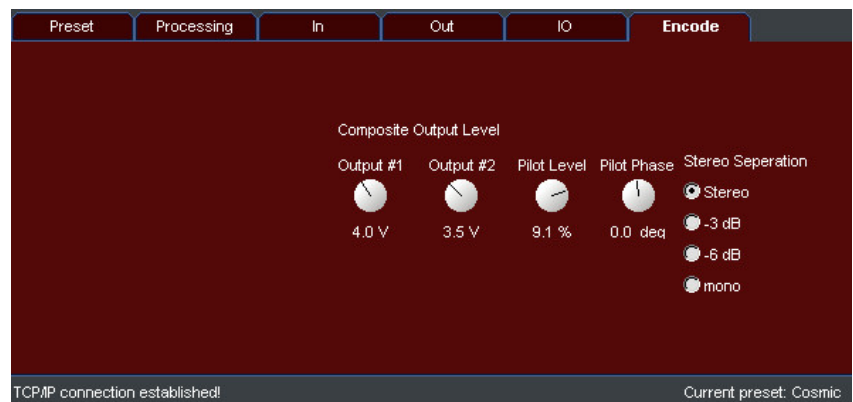 Preset Processing In Out IO Encode
Composite Output Level
Output #1 Output #2 Pilot Level Pilot Phase Stereo Seperation
Stereo
4.0 V 3.5 V 9.1 % 0.0 deq -3 dB
-6 dB
mono
TCP/IP connection established! Current preset: Cosmic